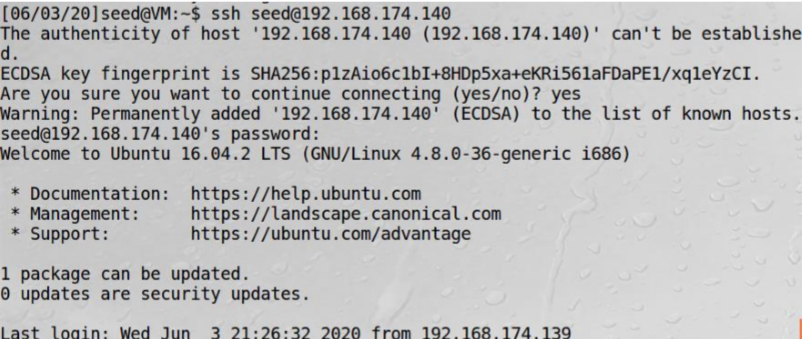 [06/03/20]seed@VM:~$ ssh seed@192.168.174.140
The authenticity of host '192.168.174.140 (192.168.174.140)' can't be establishe
d.
ECDSA key fingerprint is SHA256:p1zAio6c1bI+8HDp5xa+eKRi561aFDaPE1/xq1eYzCI.
Are you sure you want to continue connecting (yes/no)? yes
Warning: Permanently added '192.168.174.140' (ECDSA) to the list of known hosts.
seed@192.168.174.140's password:
Welcome to Ubuntu 16.04.2 LTS (GNU/Linux 4.8.0-36-generic i686)
* Documentation:  https://help.ubuntu.com
* Management:     https://landscape.canonical.com
* Support:        https://ubuntu.com/advantage
1 package can be updated.
0 updates are security updates.
Last login: Wed Jun  3 21:26:32 2020 from 192.168.174.139